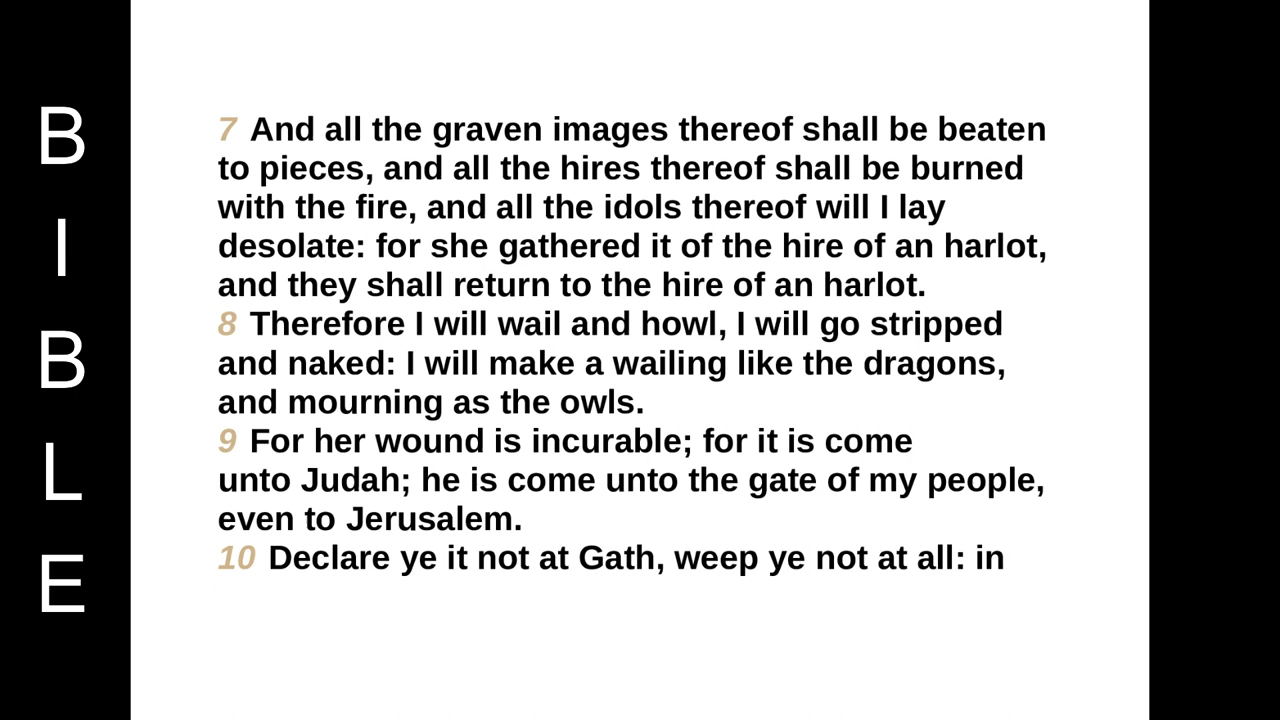 B
I
B
L
E
7 And all the graven images thereof shall be beaten
to pieces, and all the hires thereof shall be burned
with the fire, and all the idols thereof will I lay
desolate: for she gathered it of the hire of an harlot,
and they shall return to the hire of an harlot.
8 Therefore I will wail and howl, I will go stripped
and naked: I will make a wailing like the dragons,
and mourning as the owls.
9 For her wound is incurable; for it is come
unto Judah; he is come unto the gate of my people,
even to Jerusalem.
10 Declare ye it not at Gath, weep ye not at all: in